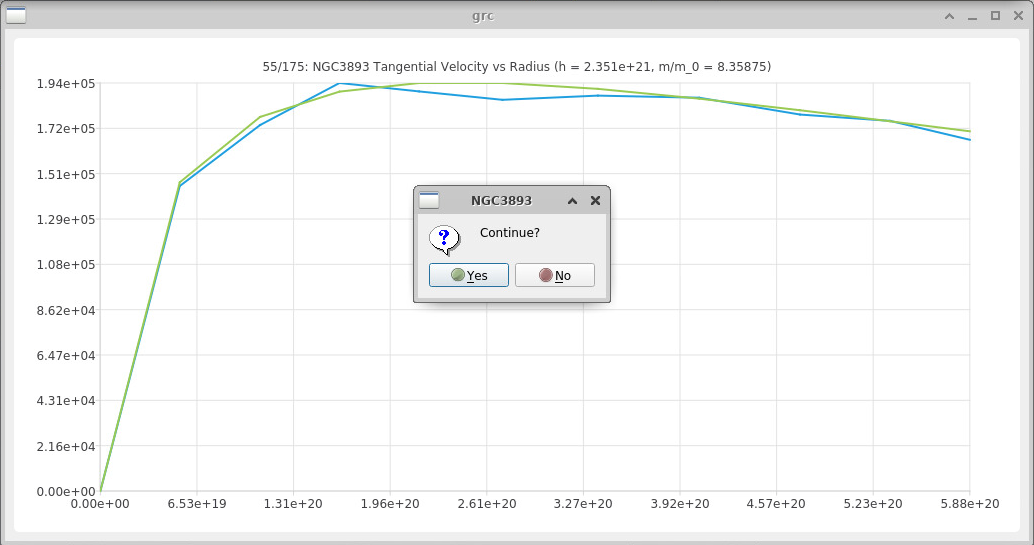 grc
55/175: NGC3893 Tangential Velocity vs Radius (h = 2.351e+21, m/m_0 = 8.35875)
1.94e+05
1.72e+05
1.51e+05
1.29e+05
1.08e+05
8.62e+04
6.47e+04
4.31e+04
2.16e+04
0.00e+00
0.00e+00 6.53e+19 1.31e+20 1.96e+20 2.61e+20 3.27e+20 3.92e+20 4.57e+20 5.23e+20 5.88e+20
NGC3893
Continue?
Yes No